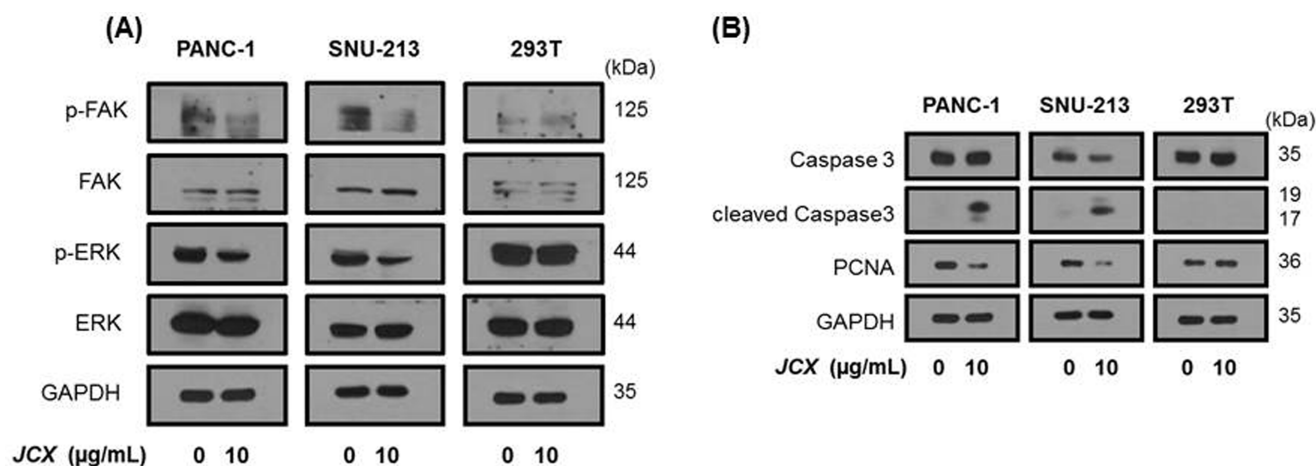 (A)
PANC-1 SNU-213 293T
(kDa)
p-FAK 125
FAK 125
p-ERK 44
ERK 44
GAPDH 35
JCX (µg/mL) 0 10 0 10 0 10
(B)
PANC-1 SNU-213 293T
(kDa)
Caspase 3 35
cleaved Caspase3 19
17
PCNA 36
GAPDH 35
JCX (µg/mL) 0 10 0 10 0 10